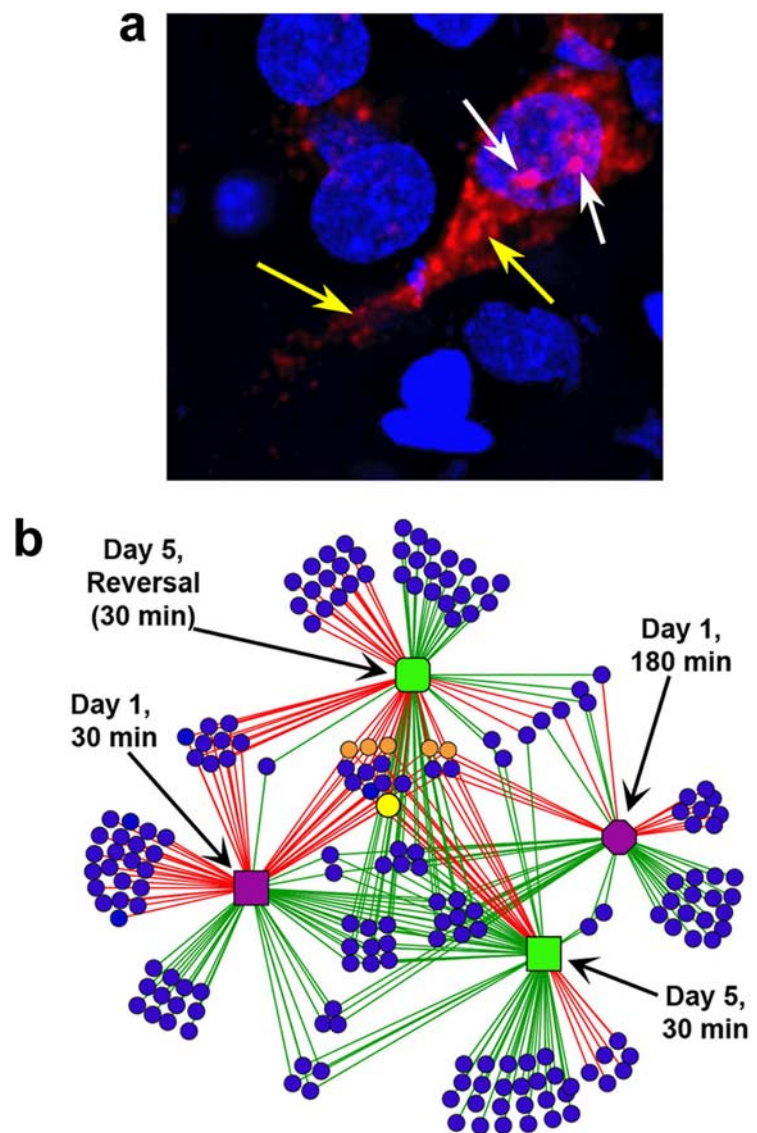 a
b
Day 5,
Reversal
(30 min)
Day 1,
180 min
Day 1,
30 min
Day 5,
30 min